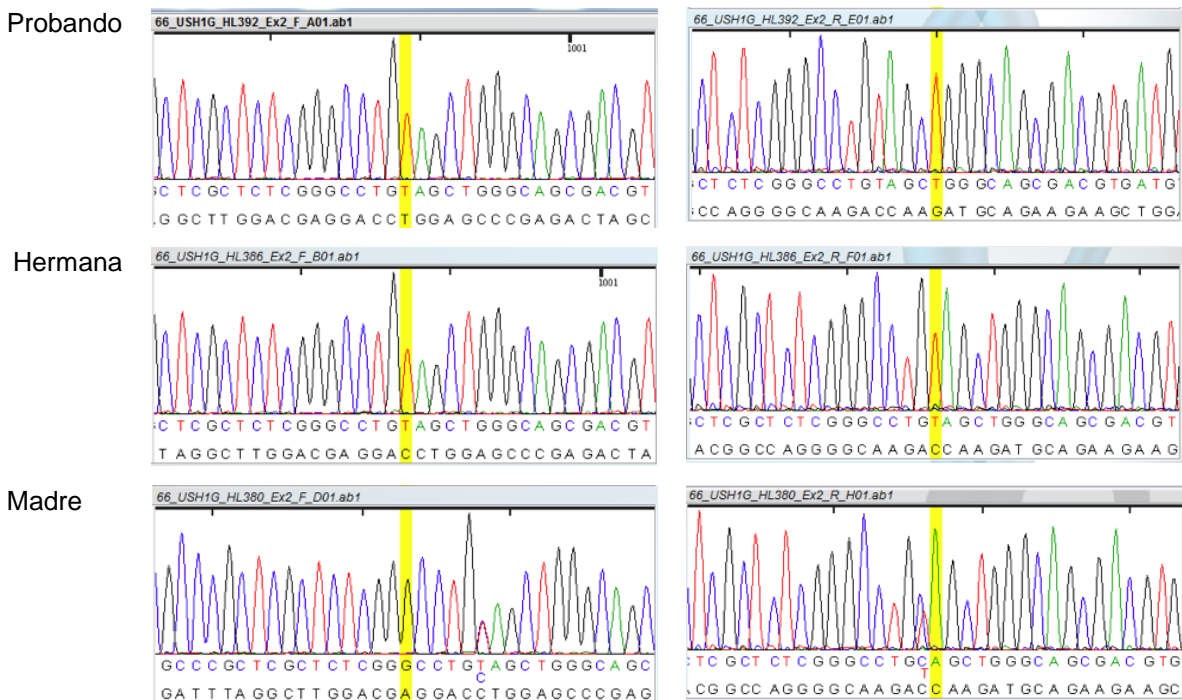 Probando
66_USH1G_HL392_Ex2_F_A01.ab1
1001
CTCGCTCTCGGGCCTGTAGCTGGGCAGCGACGT
GGCTTGGACGAGGACCTGGAGCCCGAGACTAGC
66_USH1G_HL392_Ex2_R_E01.ab1
CTCTCGGGCCTGTAGCTGGGCAGCGACGTGATG
CCAGGGGCAAGACCAAGATGCAGAAGAAGCTGG
Hermana
66_USH1G_HL386_Ex2_F_B01.ab1
1001
CTCGCTCTCGGGCCTGTAGCTGGGCAGCGACGT
TAGGCTTGGACGAGGACCTGGAGCCCGAGACTA
66_USH1G_HL386_Ex2_R_F01.ab1
CTCGCTCTCGGGCCTGTAGCTGGGCAGCGACGT
ACGGCCAGGGGCAAGACCAAGATGCAGAAGAAG
Madre
66_USH1G_HL380_Ex2_F_D01.ab1
GCCCGCTCGCTCTCGGGCCTGTAGCTGGGCAGC
C
GATTTAGGCTTGGACGAGGACCTGGAGCCCGAG
66_USH1G_HL380_Ex2_R_H01.ab1
TCGCTCTCGGGCCTGCAGCTGGGCAGCGACGTG
T
CGGCCAGGGGCAAGACCAAGATGCAGAAGAAGC